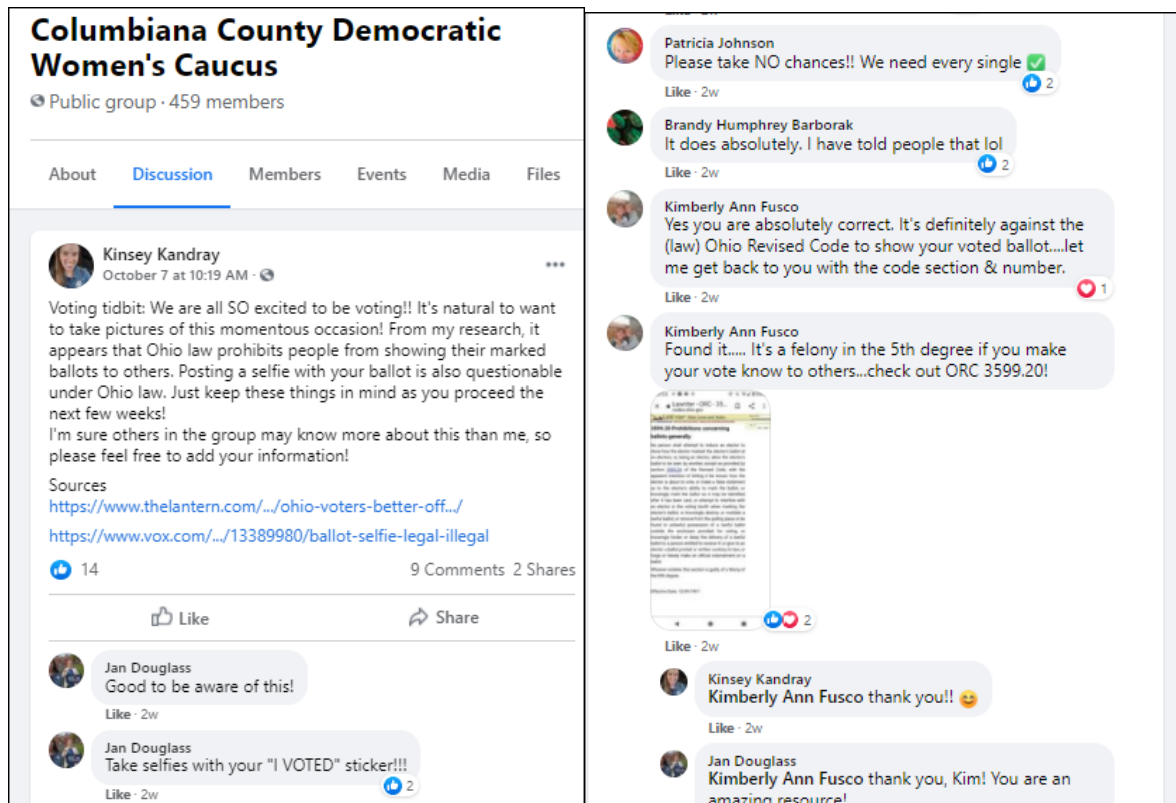 Columbiana County Democratic
Women's Caucus
Public group · 459 members
About Discussion Members Events Media Files
Kinsey Kandray
October 7 at 10:19 AM ·
Voting tidbit: We are all SO excited to be voting!! It's natural to want
to take pictures of this momentous occasion! From my research, it
appears that Ohio law prohibits people from showing their marked
ballots to others. Posting a selfie with your ballot is also questionable
under Ohio law. Just keep these things in mind as you proceed the
next few weeks!
I'm sure others in the group may know more about this than me, so
please feel free to add your information!
Sources
https://www.thelantern.com/.../ohio-voters-better-off.../
https://www.vox.com/.../13389980/ballot-selfie-legal-illegal
14 9 Comments 2 Shares
Like Share
Jan Douglass
Good to be aware of this!
Like · 2w
Jan Douglass
Take selfies with your "I VOTED" sticker!!!
2
Like · 2w
Patricia Johnson
Please take NO chances!! We need every single ✅
2
Like · 2w
Brandy Humphrey Barborak
It does absolutely. I have told people that lol
2
Like · 2w
Kimberly Ann Fusco
Yes you are absolutely correct. It's definitely against the
(law) Ohio Revised Code to show your voted ballot....let
me get back to you with the code section & number.
1
Like · 2w
Kimberly Ann Fusco
Found it..... It's a felony in the 5th degree if you make
your vote know to others...check out ORC 3599.20!
3599.20 Prohibitions concerning
ballots generally
2
Like · 2w
Kinsey Kandray
Kimberly Ann Fusco thank you!! 😊
Like · 2w
Jan Douglass
Kimberly Ann Fusco thank you, Kim! You are an
amazing resource!